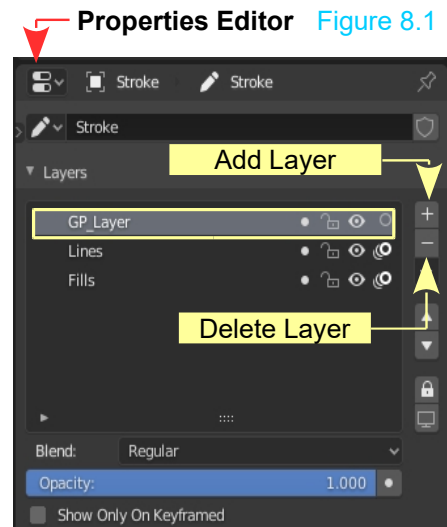 Properties Editor Figure 8.1
Stroke Stroke
Stroke
Add Layer
Layers
GP_Layer
Lines
Fills
Delete Layer
Blend: Regular
Opacity: 1.000
Show Only On Keyframed